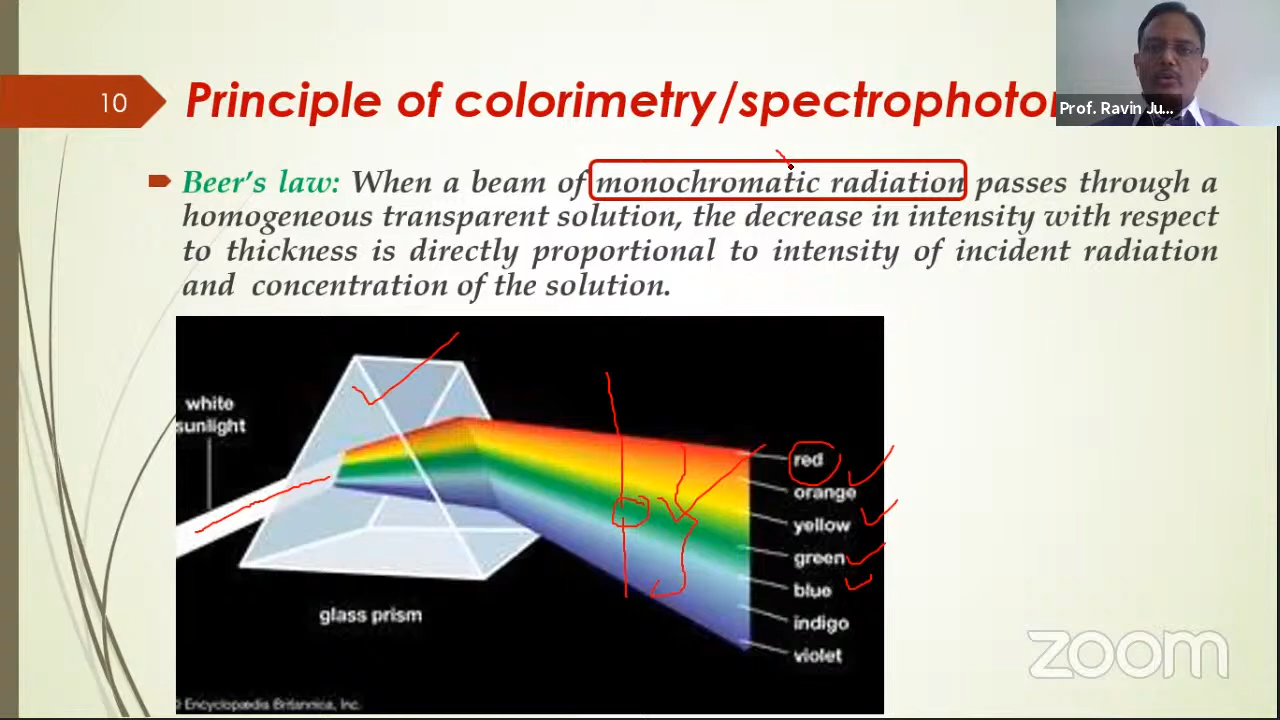 10
Principle of colorimetry/spectrophoto
Prof. Ravin Ju...
Beer's law: When a beam of monochromatic radiation passes through a
homogeneous transparent solution, the decrease in intensity with respect
to thickness is directly proportional to intensity of incident radiation
and concentration of the solution.
white
sunlight
glass prism
red
orange
yellow
green
blue
indigo
violet
Encyclopædia Britannica, Inc.
zoom